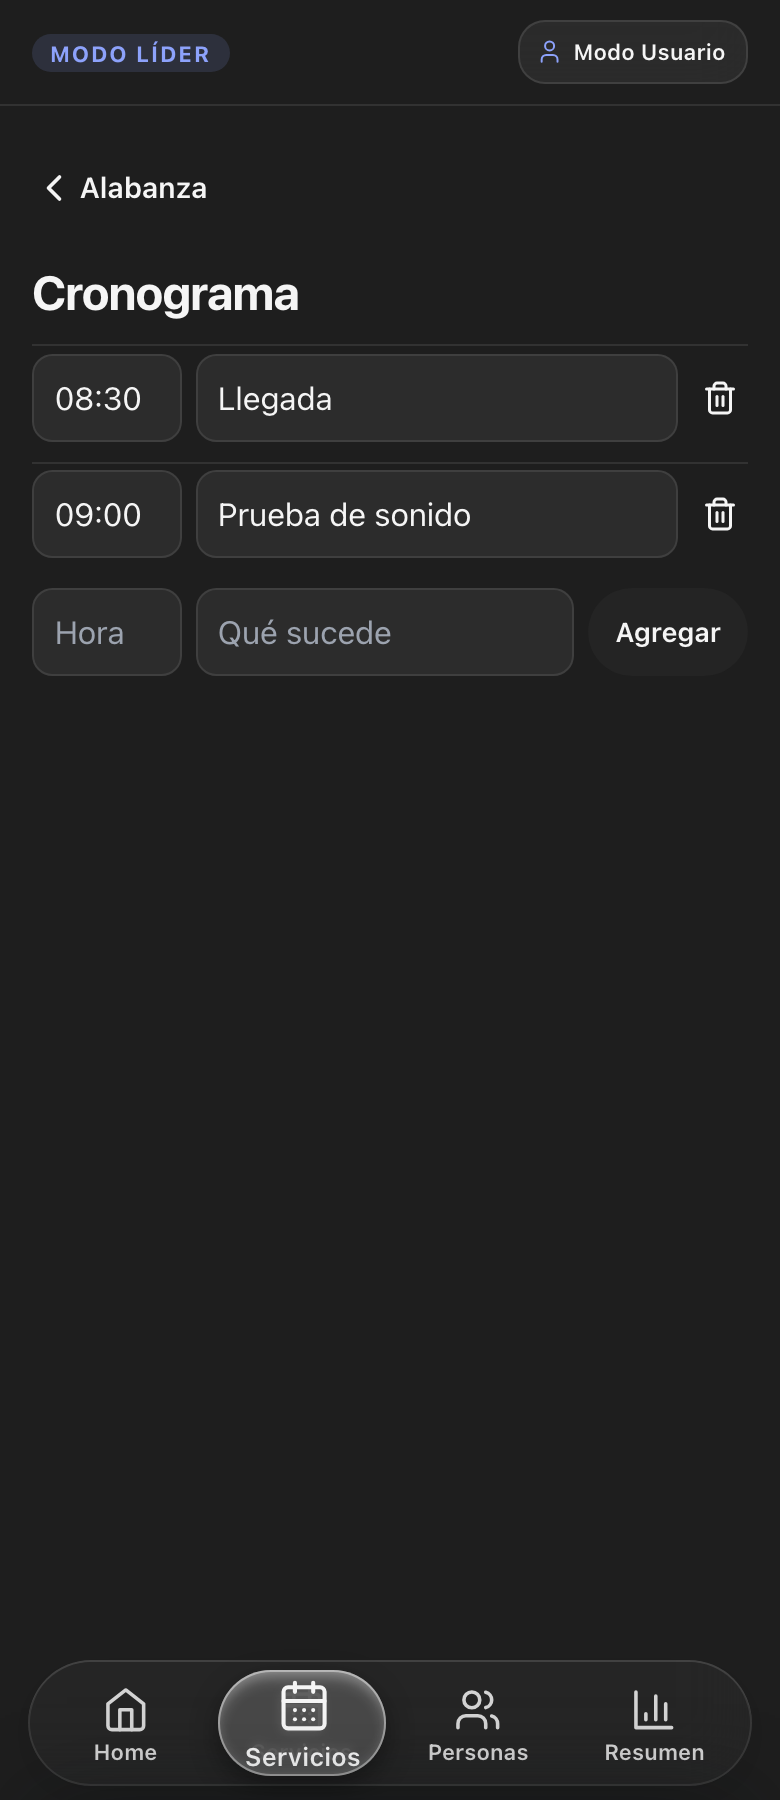 MODO LÍDER
Modo Usuario
Alabanza
Cronograma
08:30 Llegada
09:00 Prueba de sonido
Hora Qué sucede Agregar
Home Servicios Personas Resumen